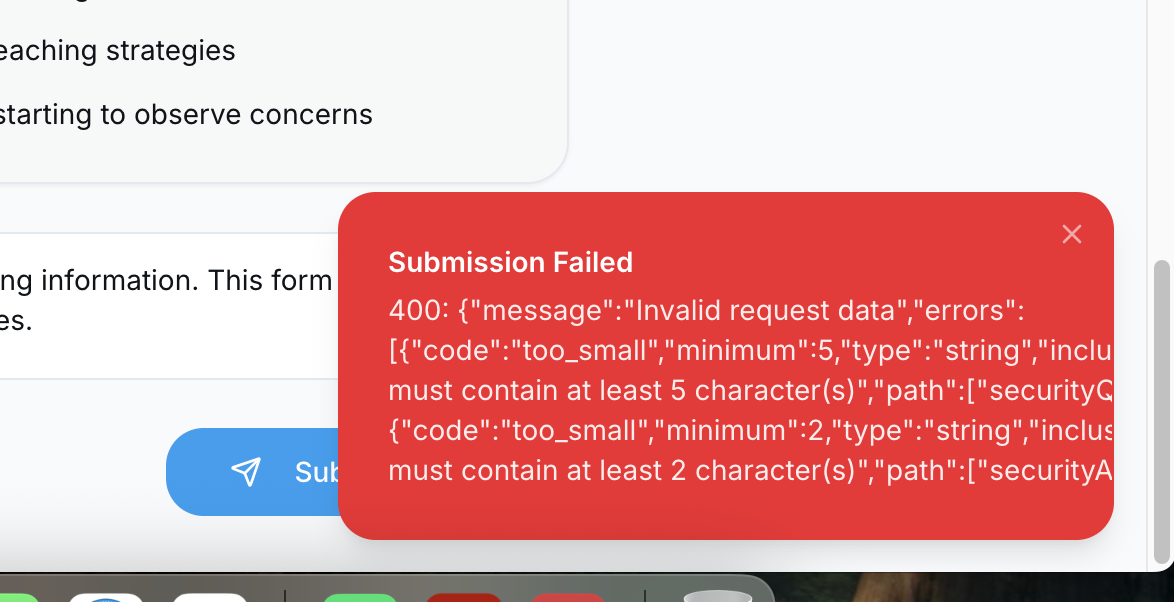 eaching strategies
starting to observe concerns
ng information. This form
es.
Submission Failed
400: {"message":"Invalid request data","errors":
[{"code":"too_small","minimum":5,"type":"string","inclu
must contain at least 5 character(s)","path":["securityQ
{"code":"too_small","minimum":2,"type":"string","inclus
must contain at least 2 character(s)","path":["securityA
Sub